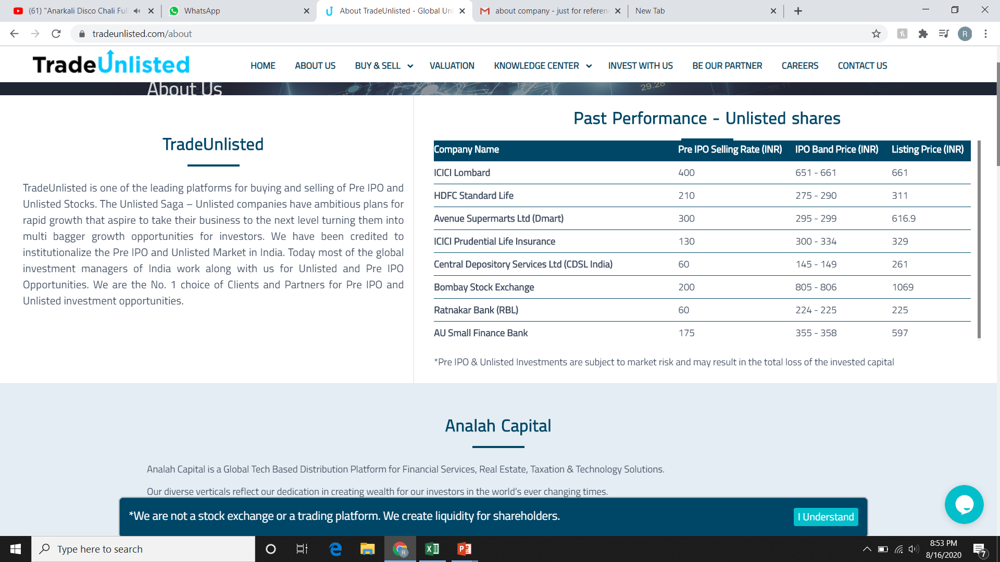 (61) "Anarkali Disco Chali Ful
WhatsApp
About TradeUnlisted - Global Unl
about company - just for referen
New Tab
tradeunlisted.com/about
R
TradeUnlisted
HOME
ABOUT US
BUY & SELL
VALUATION
KNOWLEDGE CENTER
INVEST WITH US
BE OUR PARTNER
CAREERS
CONTACT US
About Us
29.26
39.11
TradeUnlisted
TradeUnlisted is one of the leading platforms for buying and selling of Pre IPO and
Unlisted Stocks. The Unlisted Saga – Unlisted companies have ambitious plans for
rapid growth that aspire to take their business to the next level turning them into
multi bagger growth opportunities for investors. We have been credited to
institutionalize the Pre IPO and Unlisted Market in India. Today most of the global
investment managers of India work along with us for Unlisted and Pre IPO
Opportunities. We are the No. 1 choice of Clients and Partners for Pre IPO and
Unlisted investment opportunities.
Past Performance - Unlisted shares
Company Name Pre IPO Selling Rate (INR) IPO Band Price (INR) Listing Price (INR)
ICICI Lombard 400 651 - 661 661
HDFC Standard Life 210 275 - 290 311
Avenue Supermarts Ltd (Dmart) 300 295 - 299 616.9
ICICI Prudential Life Insurance 130 300 - 334 329
Central Depository Services Ltd (CDSL India) 60 145 - 149 261
Bombay Stock Exchange 200 805 - 806 1069
Ratnakar Bank (RBL) 60 224 - 225 225
AU Small Finance Bank 175 355 - 358 597
*Pre IPO & Unlisted Investments are subject to market risk and may result in the total loss of the invested capital
Analah Capital
Analah Capital is a Global Tech Based Distribution Platform for Financial Services, Real Estate, Taxation & Technology Solutions.
Our diverse verticals reflect our dedication in creating wealth for our investors in the world’s ever changing times.
*We are not a stock exchange or a trading platform. We create liquidity for shareholders.
I Understand
Type here to search
8:53 PM
8/16/2020
7